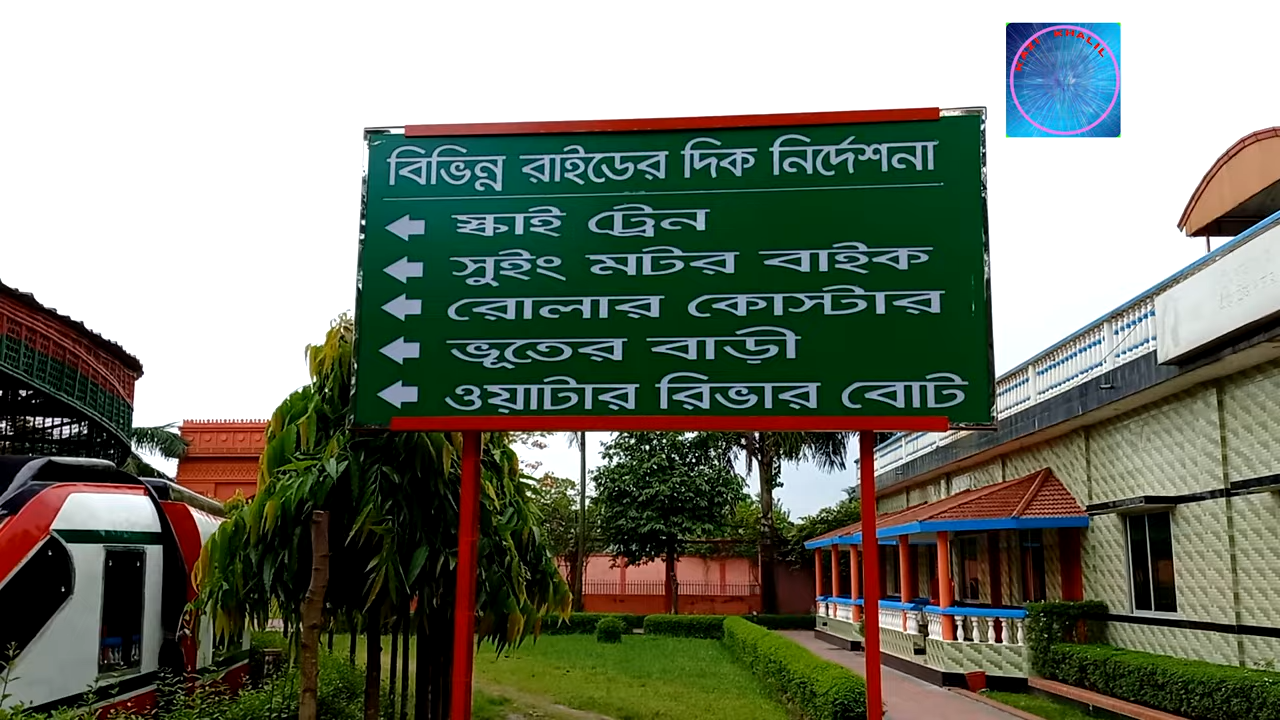 বিভিন্ন রাইডের দিক নির্দেশনা
স্কাই ট্রেন
সুইং মটর বাইক
রোলার কোস্টার
ভূতের বাড়ী
ওয়াটার রিভার বোট